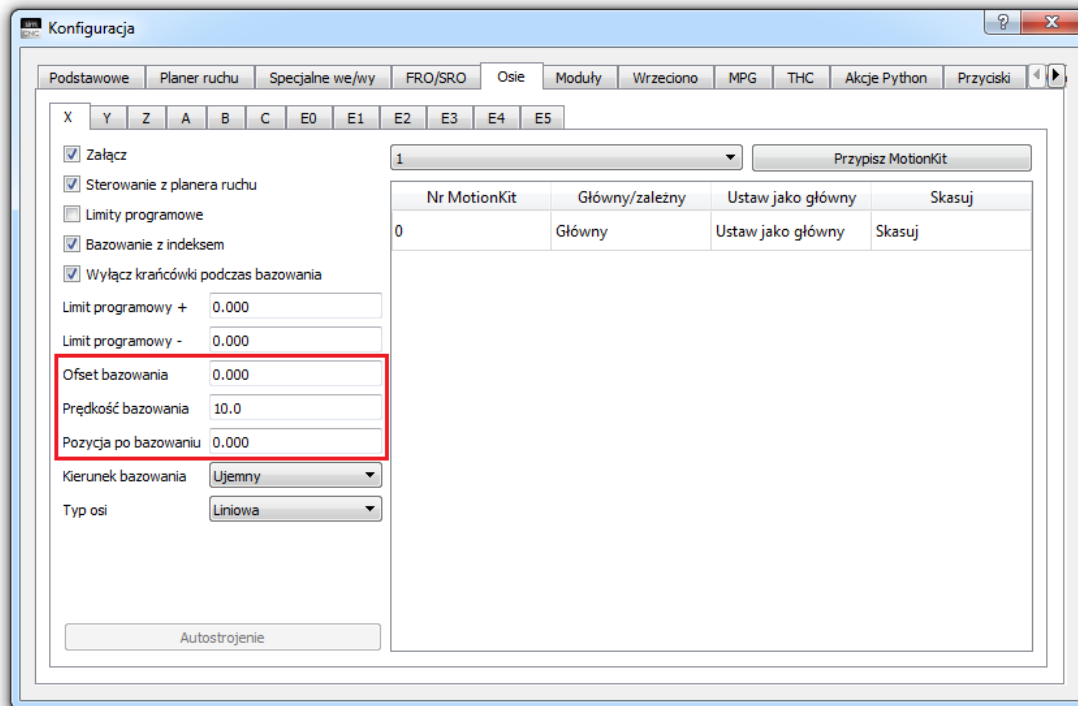 sim CNC Konfiguracja
Podstawowe Planer ruchu Specjalne we/wy FRO/SRO Osie Moduły Wrzeciono MPG THC Akcje Python Przyciski
X Y Z A B C E0 E1 E2 E3 E4 E5
Załącz
1 Przypisz MotionKit
Sterowanie z planera ruchu
Nr MotionKit Główny/zależny Ustaw jako główny Skasuj
Limity programowe
0 Główny Ustaw jako główny Skasuj
Bazowanie z indeksem
Wyłącz krańcówki podczas bazowania
Limit programowy + 0.000
Limit programowy - 0.000
Ofset bazowania 0.000
Prędkość bazowania 10.0
Pozycja po bazowaniu 0.000
Kierunek bazowania Ujemny
Typ osi Liniowa
Autostrojenie